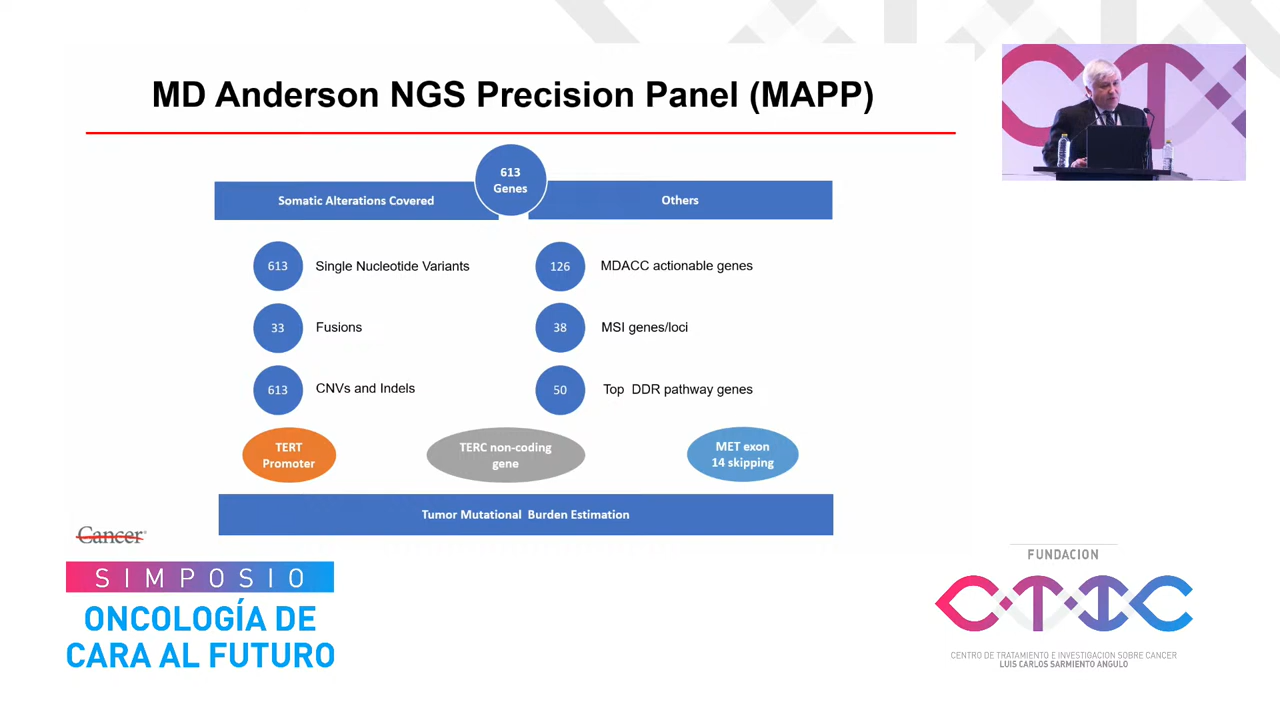 MD Anderson NGS Precision Panel (MAPP)
613
Genes
Somatic Alterations Covered
Others
613
Single Nucleotide Variants
126
MDACC actionable genes
33
Fusions
38
MSI genes/loci
613
CNVs and Indels
50
Top DDR pathway genes
TERT
Promoter
TERC non-coding
gene
MET exon
14 skipping
Tumor Mutational Burden Estimation
Cancer
SIMPOSIO
ONCOLOGÍA DE
CARA AL FUTURO
FUNDACION
CTIC
CENTRO DE TRATAMIENTO E INVESTIGACION SOBRE CANCER
LUIS CARLOS SARMIENTO ANGULO